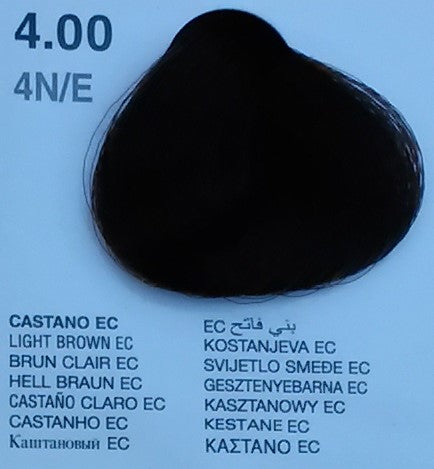 4.00
4N/E
CASTANO EC
LIGHT BROWN EC
BRUN CLAIR EC
HELL BRAUN EC
CASTAÑO CLARO EC
CASTANHO EC
Каштановый EC
بني فاتح EC
KOSTANJEVA EC
SVIJETLO SMEĐE EC
GESZTENYEBARNA EC
KASZTANOWY EC
KESTANE EC
ΚΑΣΤΑΝΟ EC